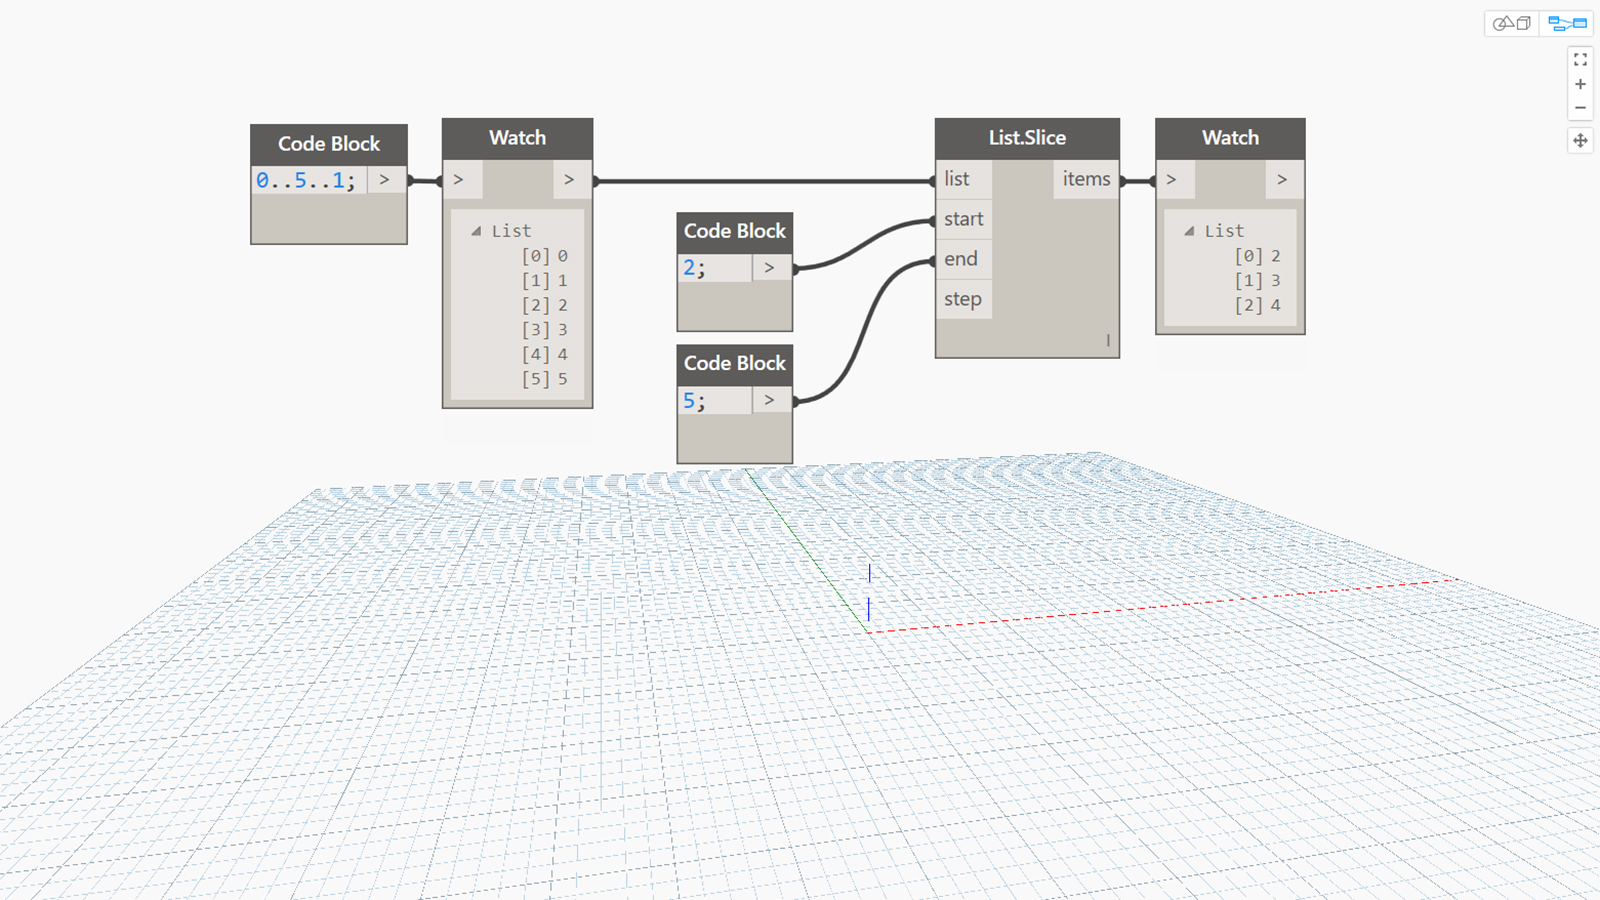 Code Block
0..5..1; >
Watch
> >
List
[0] 0
[1] 1
[2] 2
[3] 3
[4] 4
[5] 5
Code Block
2; >
Code Block
5; >
List.Slice
list items
start
end
step
l
Watch
> >
List
[0] 2
[1] 3
[2] 4